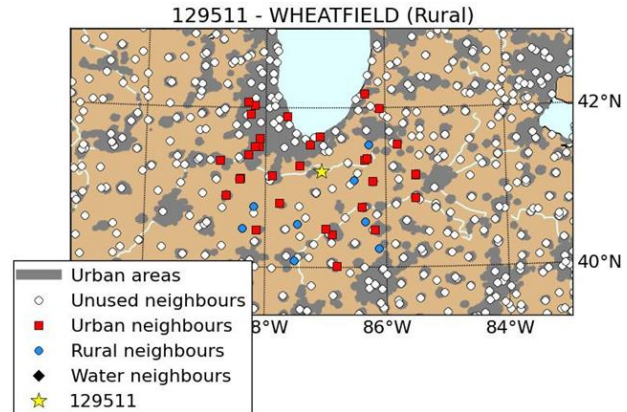 129511 - WHEATFIELD (Rural)
42°N
40°N
8°W
86°W
84°W
Urban areas
Unused neighbours
Urban neighbours
Rural neighbours
Water neighbours
129511